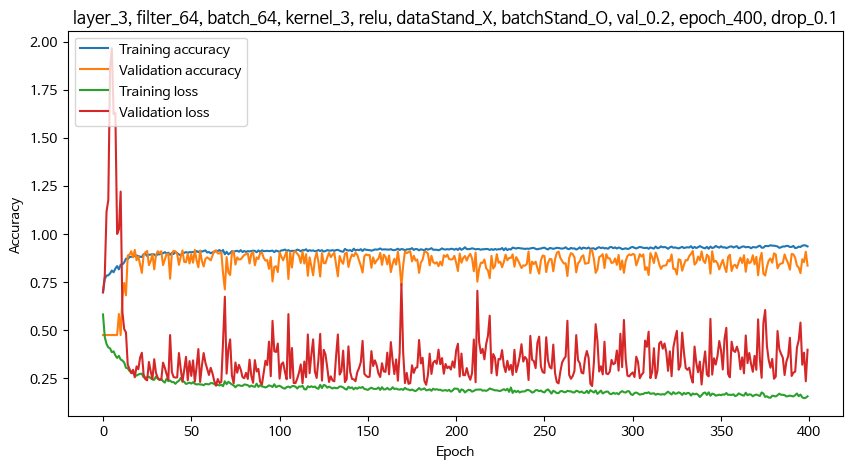 layer_3, filter_64, batch_64, kernel_3, relu, dataStand_X, batchStand_O, val_0.2, epoch_400, drop_0.1
Training accuracy
Validation accuracy
Training loss
Validation loss
2.00
1.75
1.50
1.25
1.00
0.75
0.50
0.25
Accuracy
0 50 100 150 200 250 300 350 400
Epoch